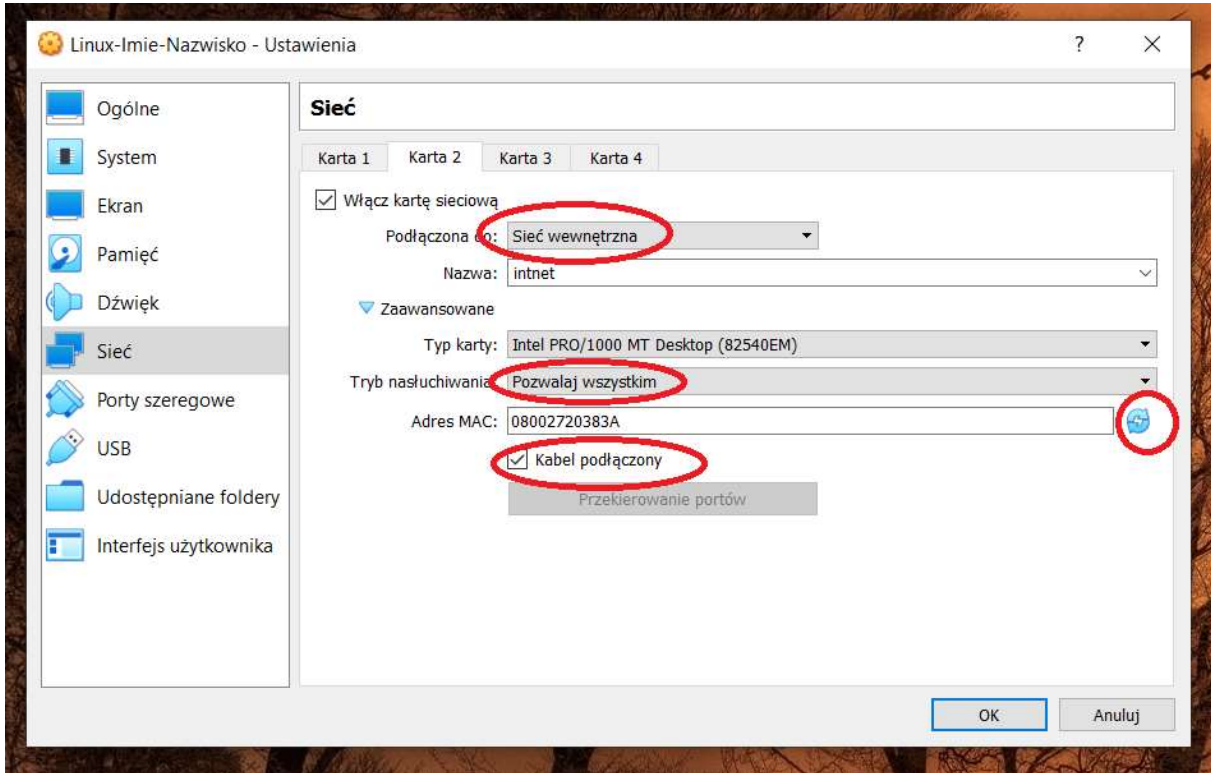 Linux-Imie-Nazwisko - Ustawienia
?
Ogólne
System
Ekran
Pamięć
Dźwięk
Sieć
Porty szeregowe
USB
Udostępniane foldery
Interfejs użytkownika
Sieć
Karta 1 Karta 2 Karta 3 Karta 4
Włącz kartę sieciową
Podłączona do: Sieć wewnętrzna
Nazwa: intnet
Zaawansowane
Typ karty: Intel PRO/1000 MT Desktop (82540EM)
Tryb nasłuchiwania Pozwalaj wszystkim
Adres MAC: 08002720383A
Kabel podłączony
Przekierowanie portów
OK Anuluj